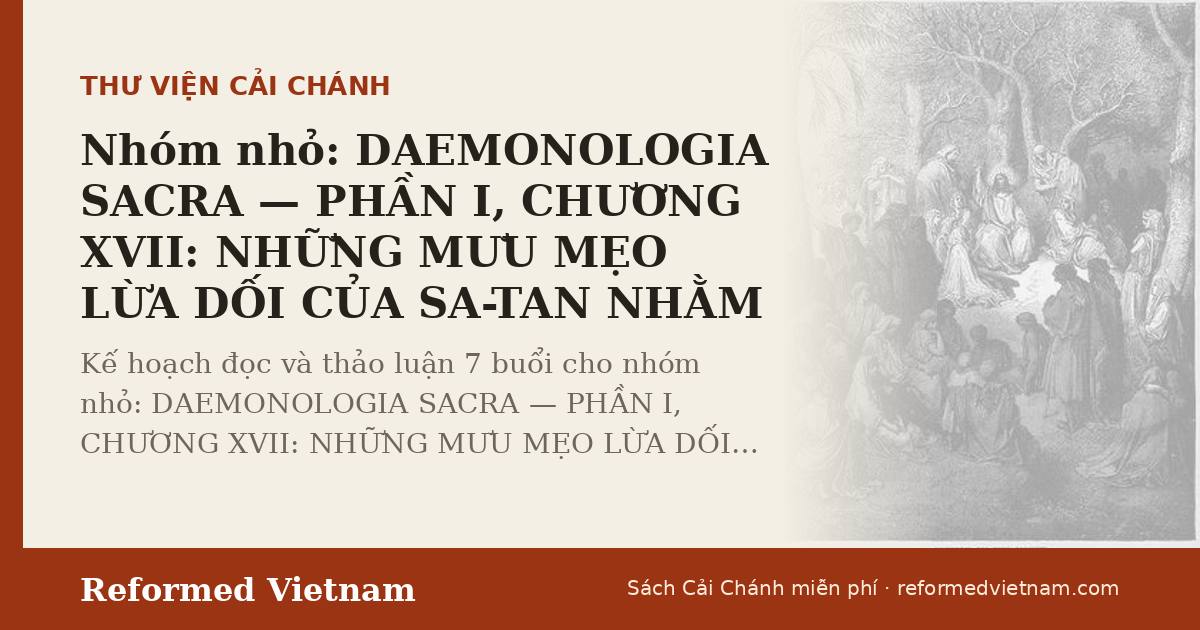 THƯ VIỆN CẢI CHÁNH
Nhóm nhỏ: DAEMONOLOGIA
SACRA — PHẦN I, CHƯƠNG
XVII: NHỮNG MƯU MẸO
LỪA DỐI CỦA SA-TAN NHẰM
Kế hoạch đọc và thảo luận 7 buổi cho nhóm
nhỏ: DAEMONOLOGIA SACRA — PHẦN I,
CHƯƠNG XVII: NHỮNG MƯU MẸO LỪA DỐI...
Reformed Vietnam
Sách Cải Chánh miễn phí · reformedvietnam.com